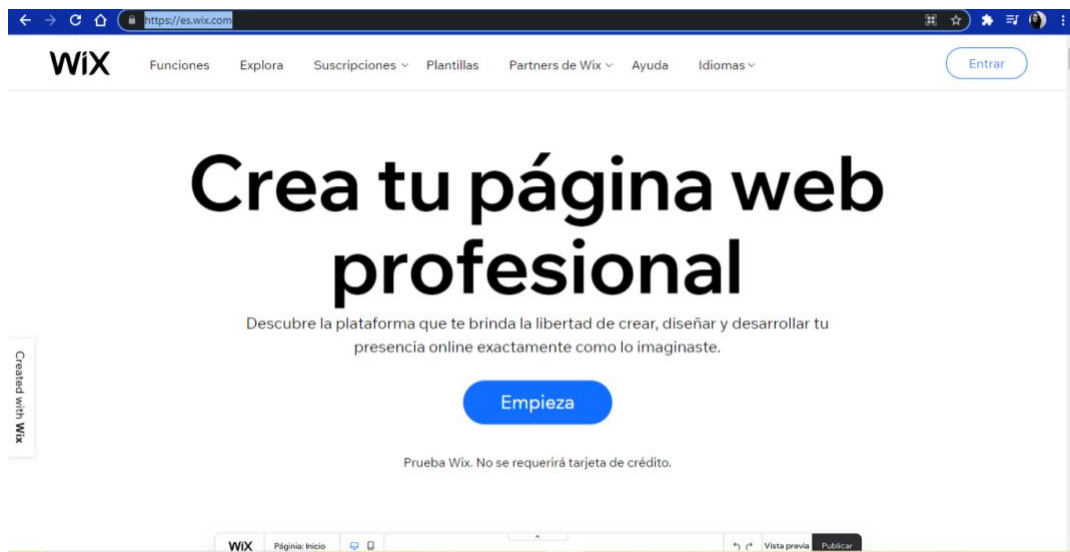 https://es.wix.com
WiX Funciones Explora Suscripciones Plantillas Partners de Wix Ayuda Idiomas Entrar
Crea tu página web
profesional
Descubre la plataforma que te brinda la libertad de crear, diseñar y desarrollar tu
presencia online exactamente como lo imaginaste.
Empieza
Prueba Wix. No se requerirá tarjeta de crédito.
Created with Wix
WiX Páginia: Inicio Vista previa Publicar